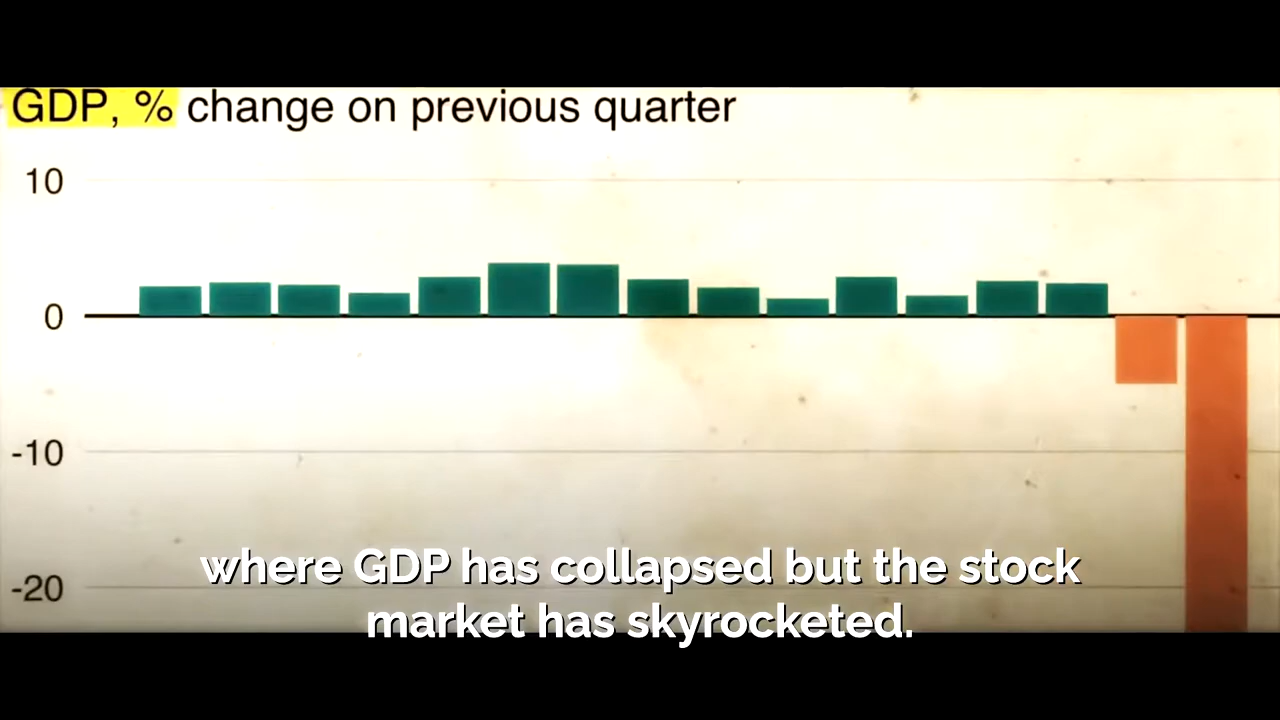 GDP, % change on previous quarter
10
0
-10
-20
where GDP has collapsed but the stock
market has skyrocketed.